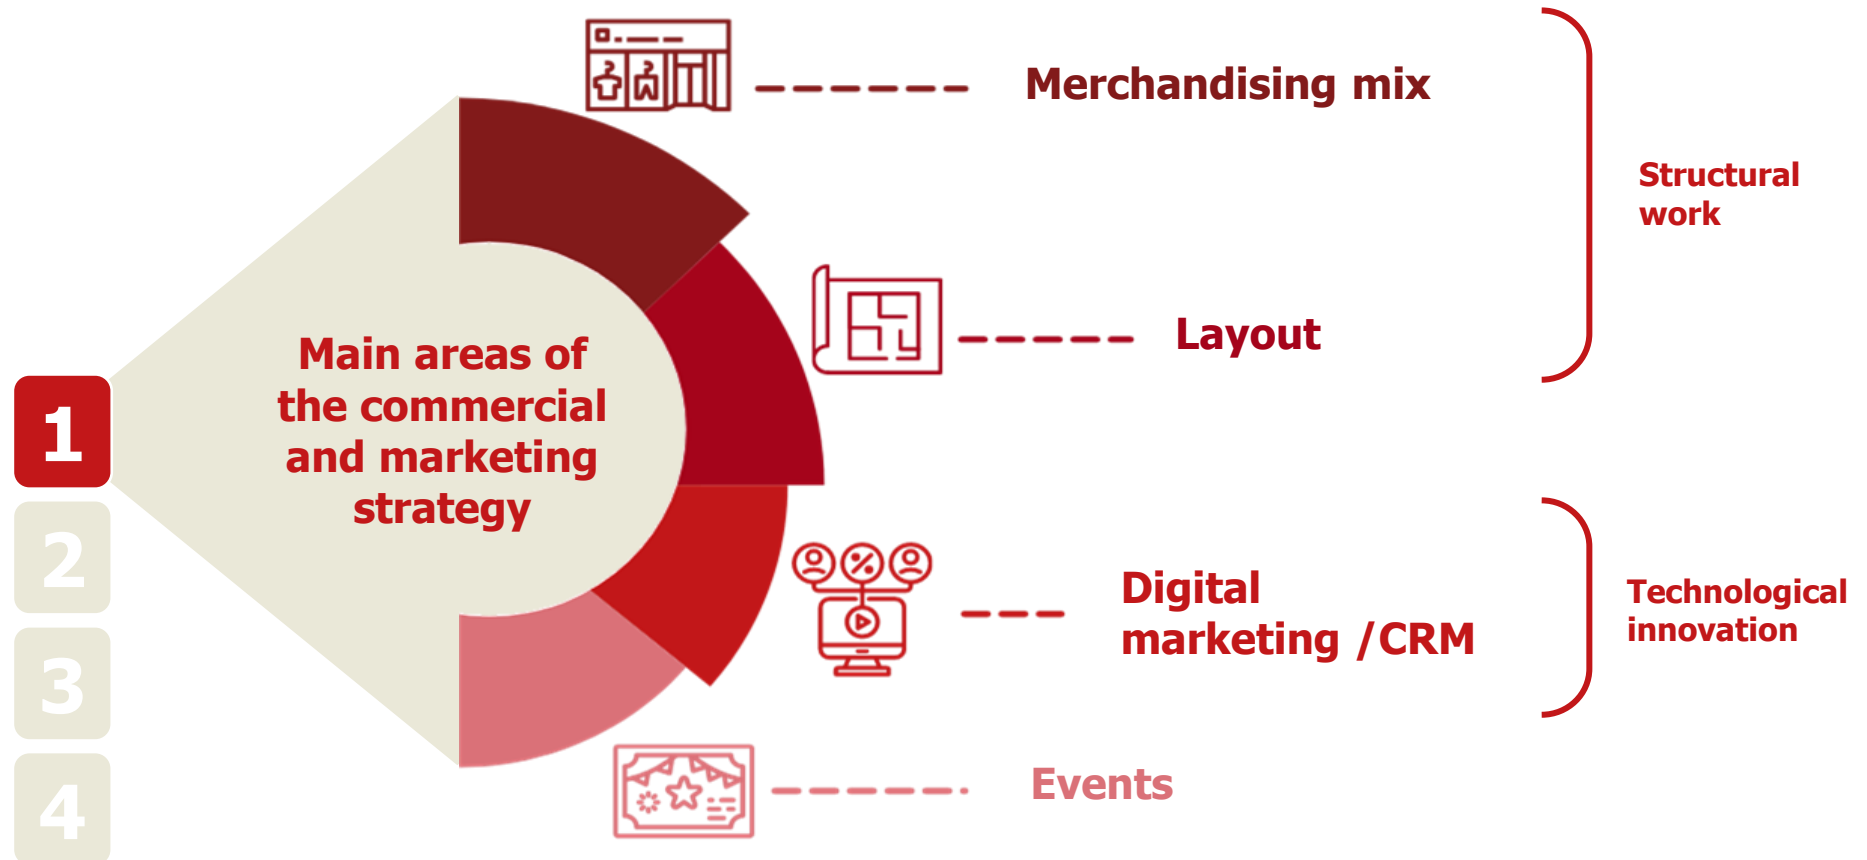 Merchandising mix
Structural
work
Layout
Main areas of
the commercial
and marketing
strategy
1
2
3
4
Digital
marketing /CRM
Technological
innovation
Events